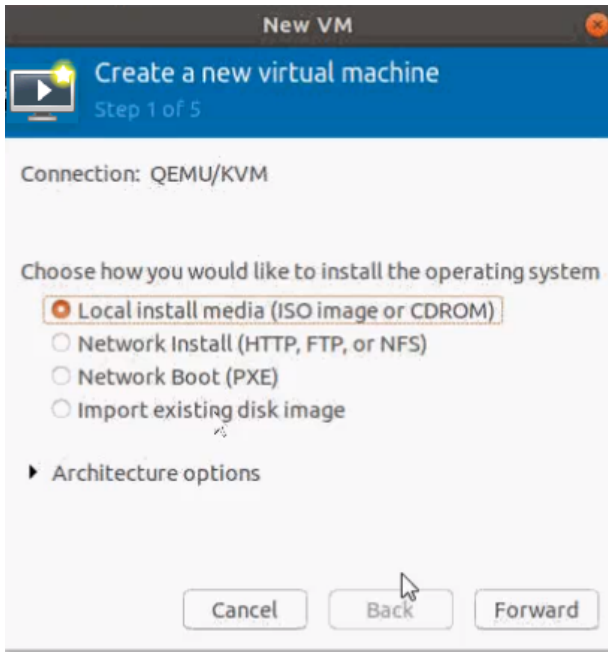 New VM
Create a new virtual machine
Step 1 of 5
Connection: QEMU/KVM
Choose how you would like to install the operating system
Local install media (ISO image or CDROM)
Network Install (HTTP, FTP, or NFS)
Network Boot (PXE)
Import existing disk image
Architecture options
Cancel Back Forward